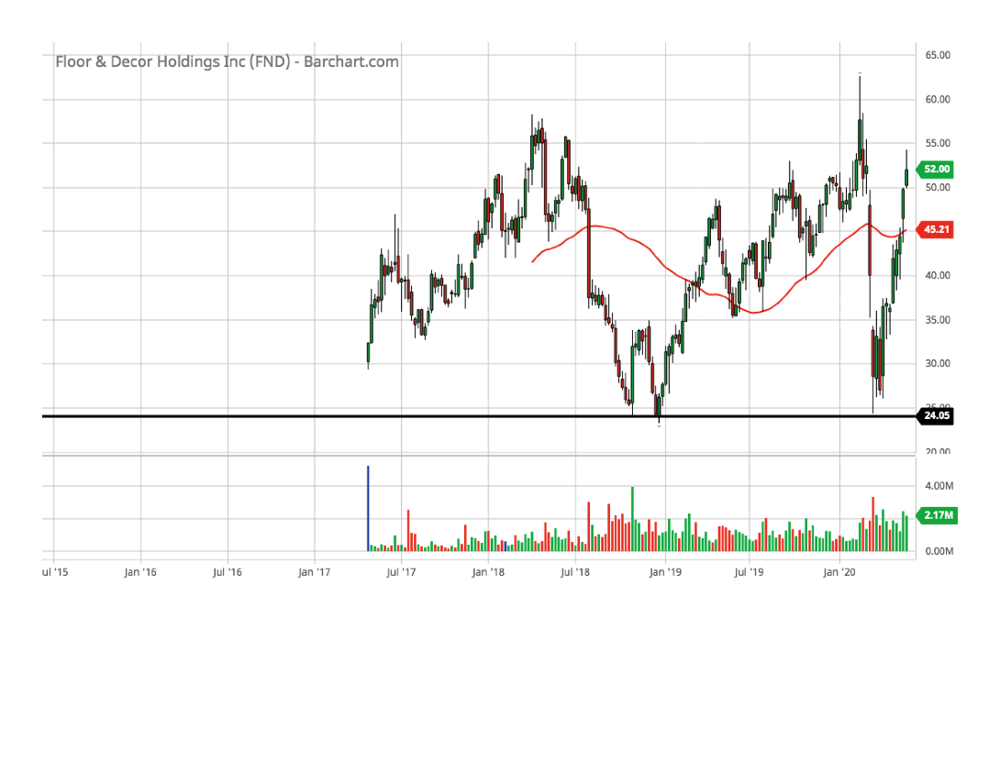 Floor & Decor Holdings Inc (FND) - Barchart.com
65.00
60.00
55.00
52.00
50.00
45.21
40.00
35.00
30.00
25.00
24.05
20.00
4.00M
2.17M
0.00M
ul '15 Jan '16 Jul '16 Jan '17 Jul '17 Jan '18 Jul '18 Jan '19 Jul '19 Jan '20